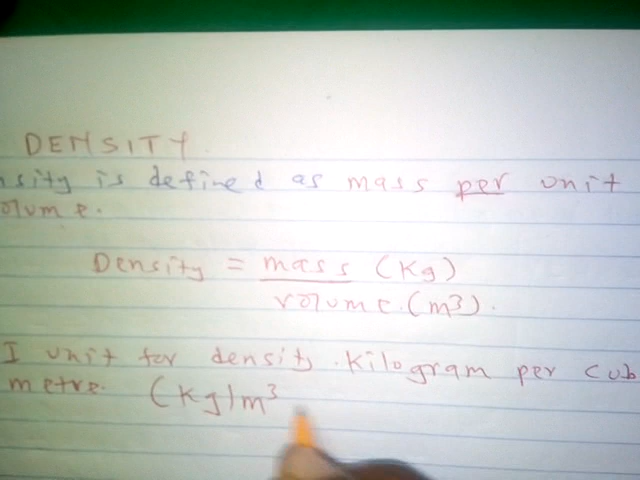 DENSITY
nsity is defined as mass per unit
olume.
Density = mass (Kg)
volume.(m³).
I unit for density.kilogram per cub
metre. (Kg/m³